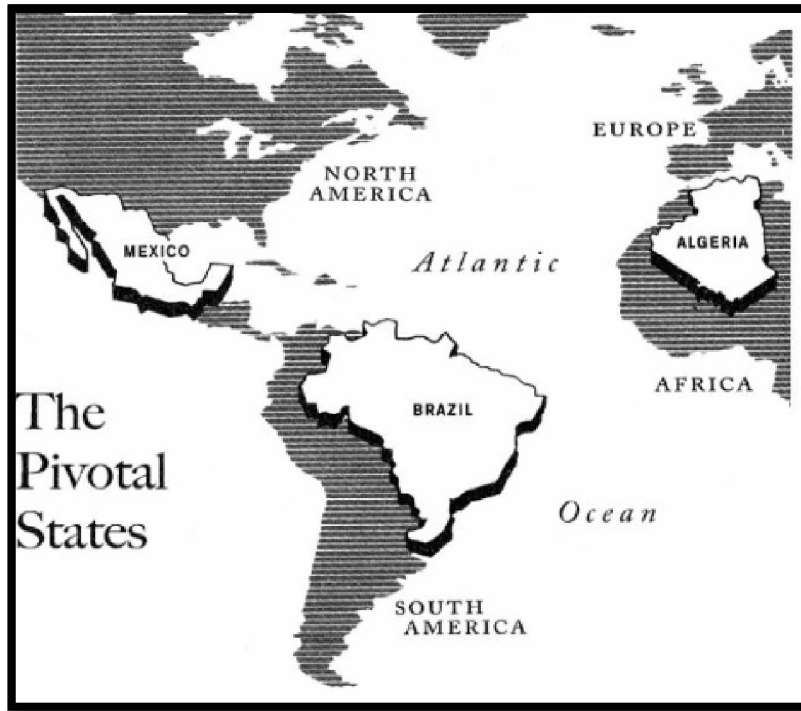 EUROPE
NORTH
AMERICA
MEXICO
Atlantic
ALGERIA
AFRICA
BRAZIL
The
Pivotal
States
Ocean
SOUTH
AMERICA